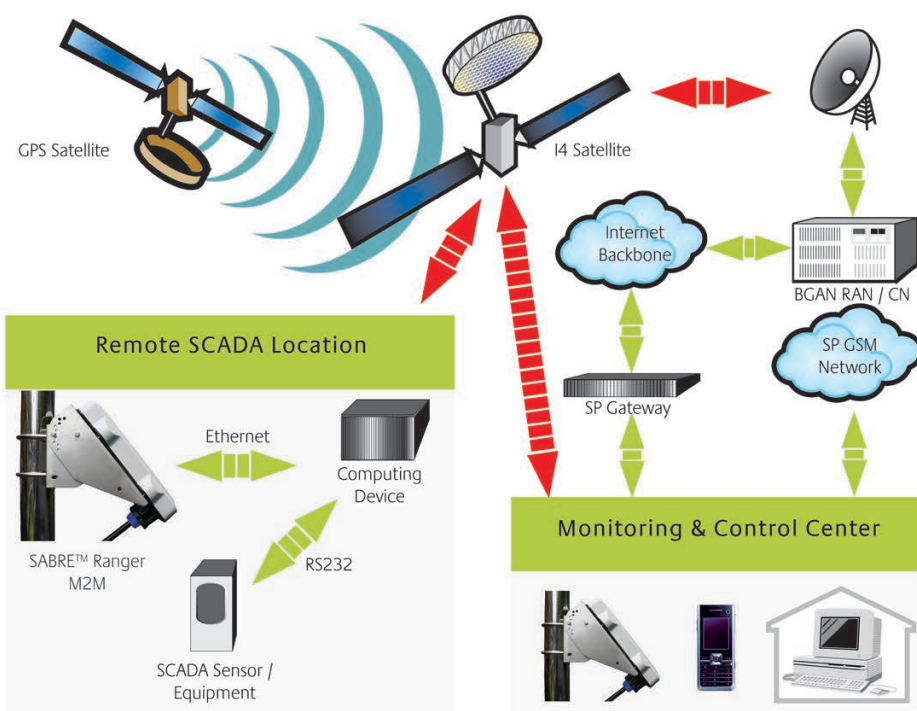 GPS Satellite
I4 Satellite
Internet
Backbone
BGAN RAN / CN
SP GSM
Network
SP Gateway
Remote SCADA Location
Ethernet
Computing
Device
SABRE™ Ranger
M2M
RS232
SCADA Sensor /
Equipment
Monitoring & Control Center